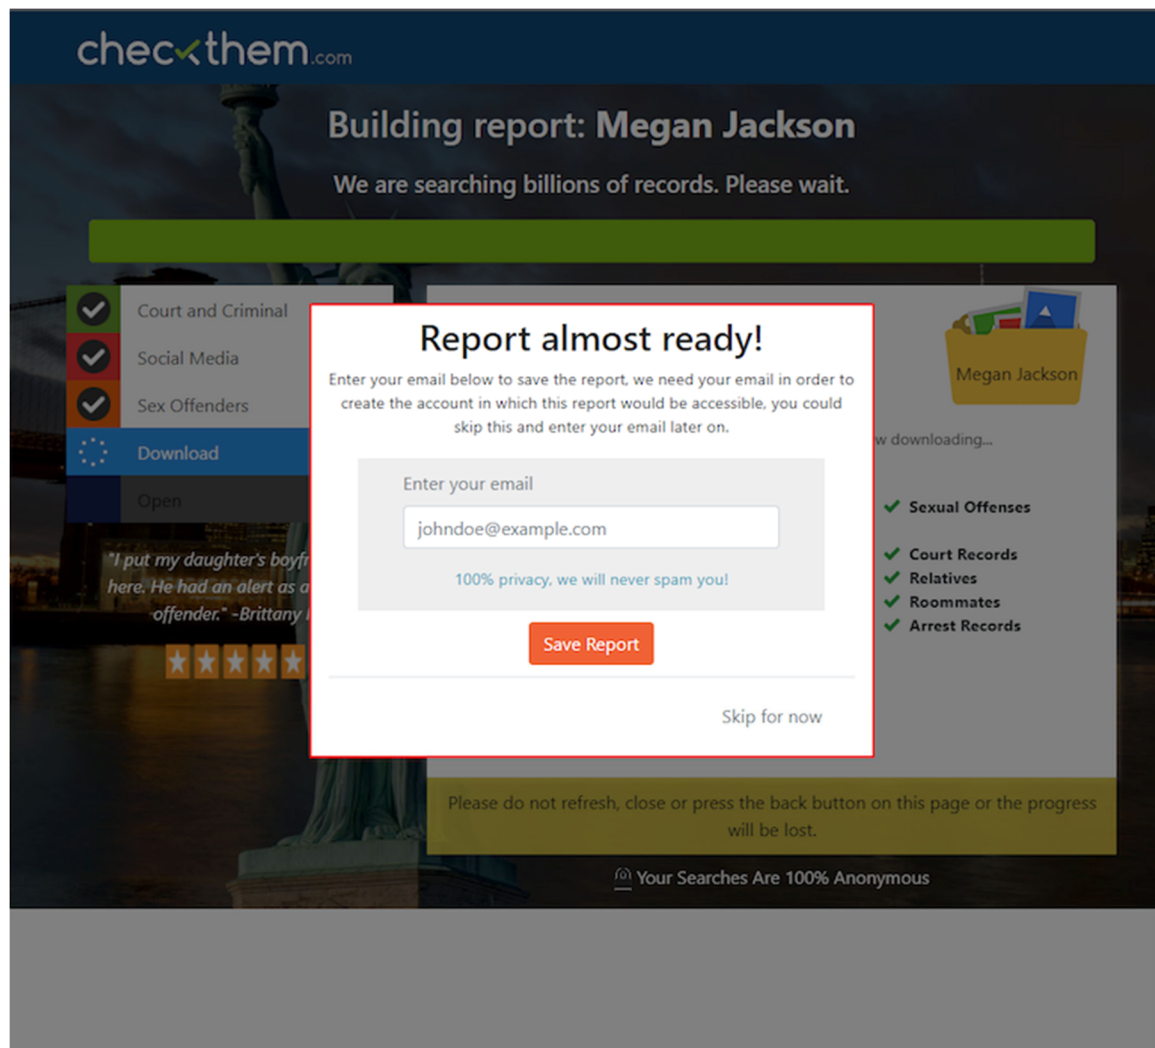 checkthem.com
Building report: Megan Jackson
We are searching billions of records. Please wait.
Court and Criminal
Social Media
Sex Offenders
Download
Open
"I put my daughter's
here. He had an alert as a
offender." -Brittany
Report almost ready!
Enter your email below to save the report, we need your email in order to
create the account in which this report would be accessible, you could
skip this and enter your email later on.
Enter your email
johndoe@example.com
100% privacy, we will never spam you!
Save Report
Skip for now
Megan Jackson
downloading...
Sexual Offenses
Court Records
Relatives
Roommates
Arrest Records
Please do not refresh, close or press the back button on this page or the progress
will be lost.
Your Searches Are 100% Anonymous